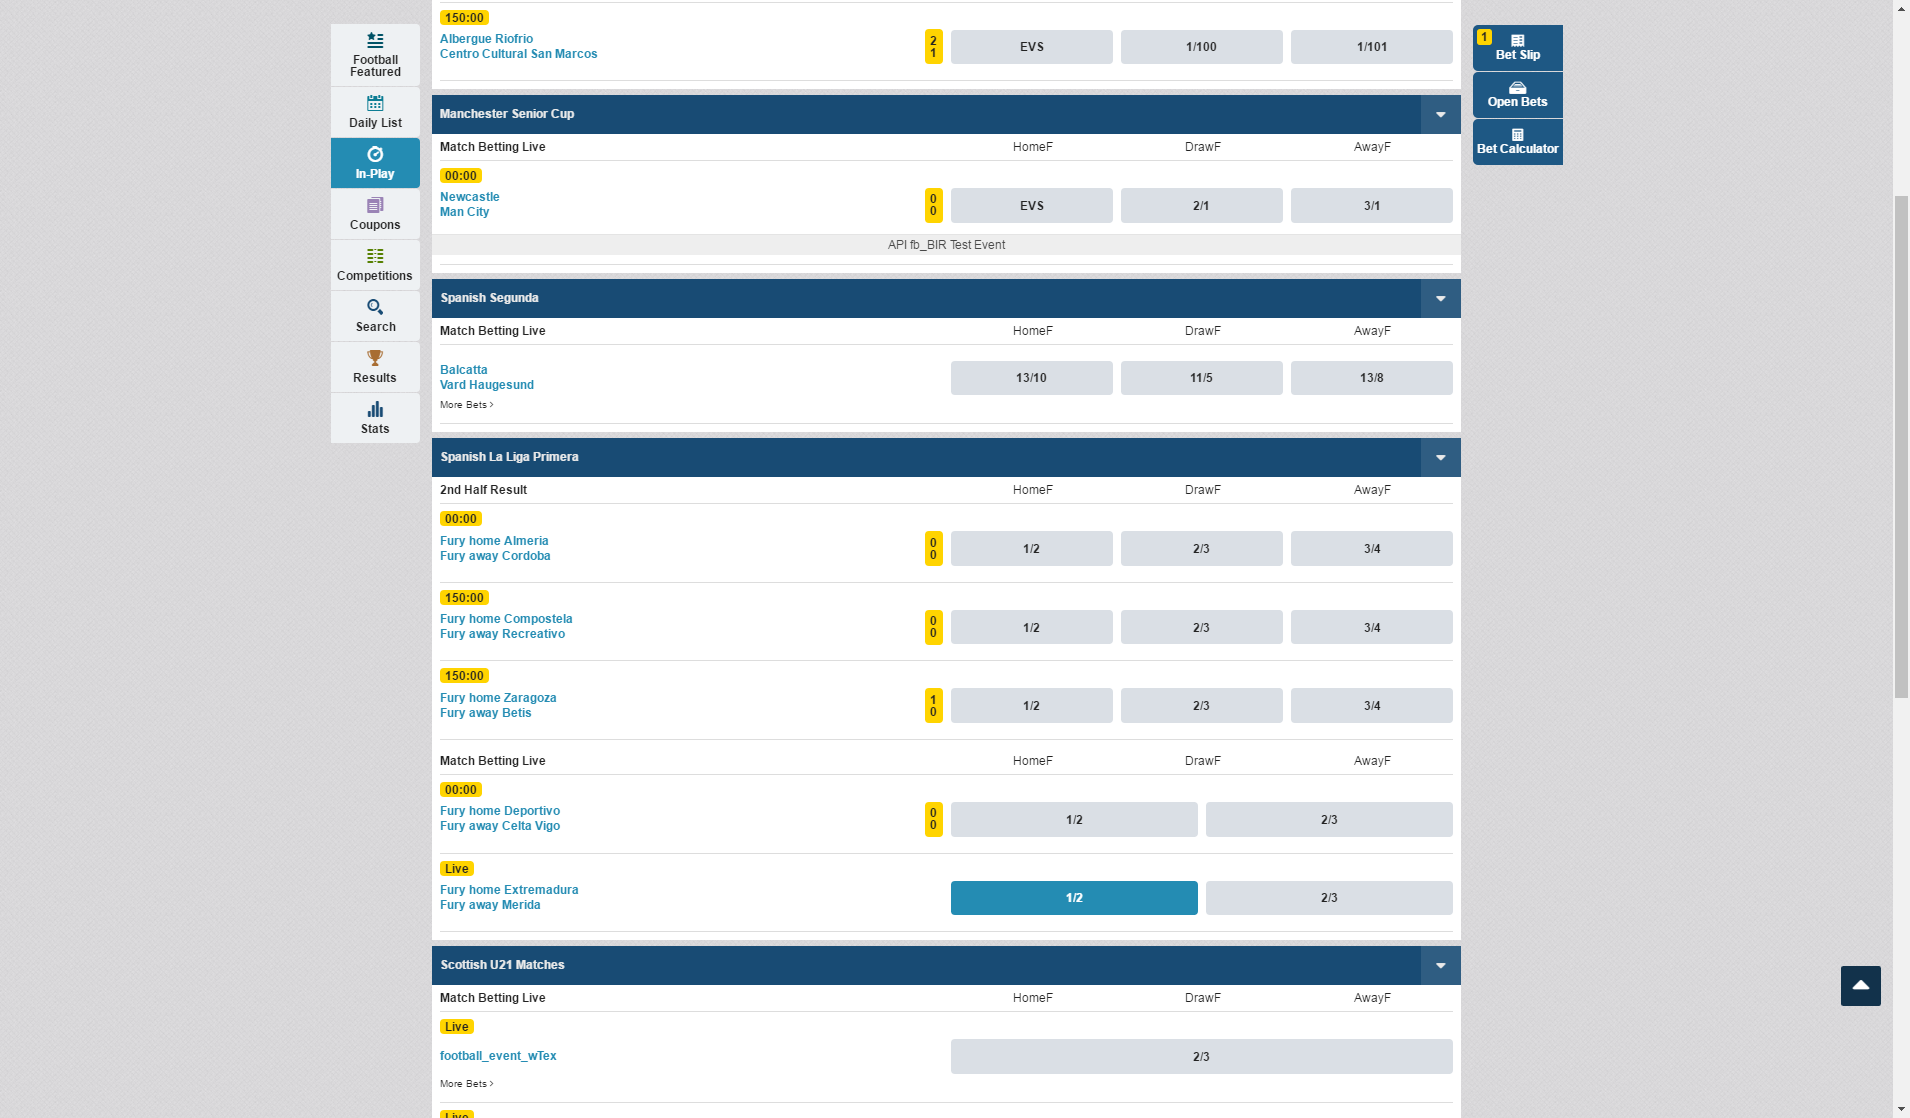 Football
Featured
Daily List
In-Play
Coupons
Competitions
Search
Results
Stats
150:00
Albergue Riofrio
Centro Cultural San Marcos
2
1
EVS
1/100
1/101
Manchester Senior Cup
Match Betting Live HomeF DrawF AwayF
00:00
Newcastle
Man City
0
0
EVS
2/1
3/1
API fb_BIR Test Event
Spanish Segunda
Match Betting Live HomeF DrawF AwayF
Balcatta
Vard Haugesund
13/10
11/5
13/8
More Bets >
Spanish La Liga Primera
2nd Half Result HomeF DrawF AwayF
00:00
Fury home Almeria
Fury away Cordoba
0
0
1/2
2/3
3/4
150:00
Fury home Compostela
Fury away Recreativo
0
0
1/2
2/3
3/4
150:00
Fury home Zaragoza
Fury away Betis
1
0
1/2
2/3
3/4
Match Betting Live HomeF DrawF AwayF
00:00
Fury home Deportivo
Fury away Celta Vigo
0
0
1/2
2/3
Live
Fury home Extremadura
Fury away Merida
1/2
2/3
Scottish U21 Matches
Match Betting Live HomeF DrawF AwayF
Live
football_event_wTex
2/3
More Bets >
Live
1
Bet Slip
Open Bets
Bet Calculator